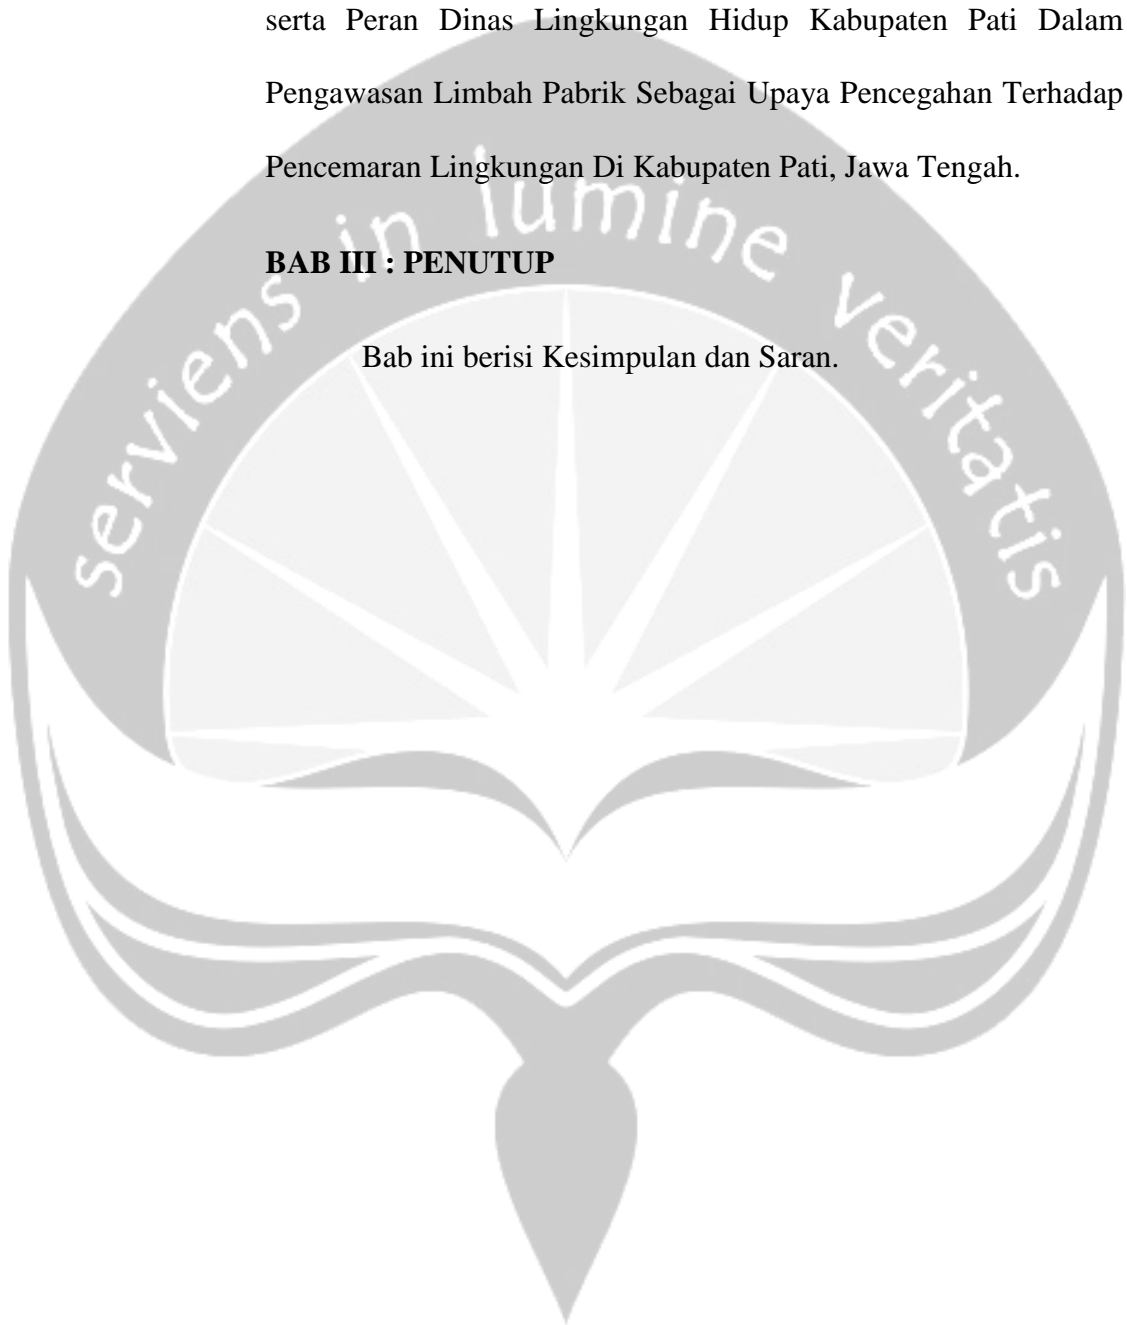 serta Peran Dinas Lingkungan Hidup Kabupaten Pati Dalam
Pengawasan Limbah Pabrik Sebagai Upaya Pencegahan Terhadap
Pencemaran Lingkungan Di Kabupaten Pati, Jawa Tengah.
BAB III : PENUTUP
Bab ini berisi Kesimpulan dan Saran.
serviens in lumine veritatis